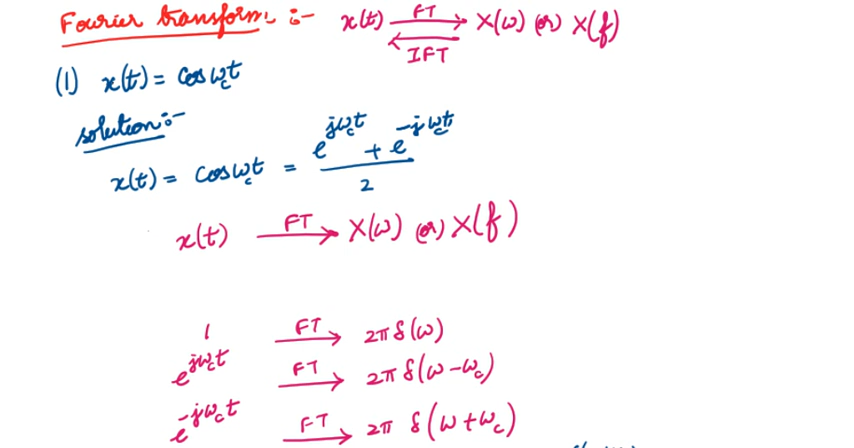 Fourier transform :- x(t) FT ⇌ IFT X(ω) (or) X(f)
(1) x(t) = cos ω_c t
solution :-
x(t) = cos ω_c t = (e^{jω_c t} + e^{-jω_c t}) / 2
x(t) FT → X(ω) (or) X(f)
1 FT → 2π δ(ω)
e^{jω_c t} FT → 2π δ(ω - ω_c)
e^{-jω_c t} FT → 2π δ(ω + ω_c)